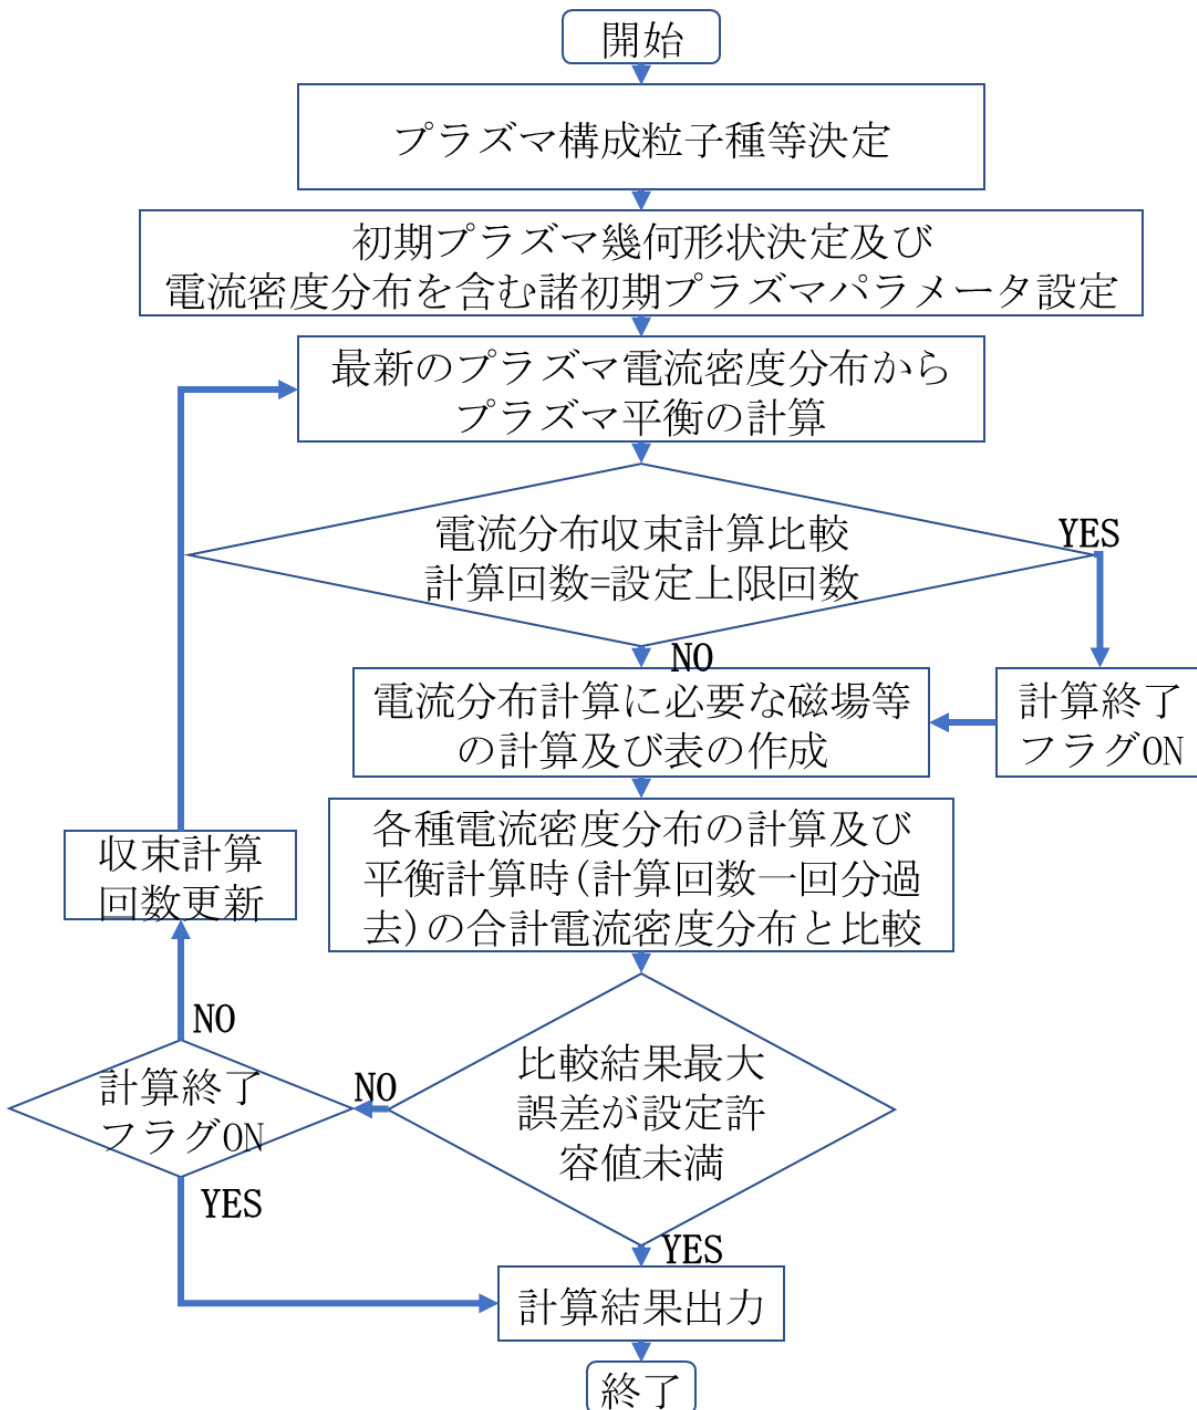 開始
プラズマ構成粒子種等決定
初期プラズマ幾何形状決定及び
電流密度分布を含む諸初期プラズマパラメータ設定
最新のプラズマ電流密度分布から
プラズマ平衡の計算
電流分布収束計算比較
計算回数=設定上限回数
YES
NO
計算終了
フラグON
電流分布計算に必要な磁場等
の計算及び表の作成
各種電流密度分布の計算及び
平衡計算時(計算回数一回分過
去)の合計電流密度分布と比較
収束計算
回数更新
NO
比較結果最大
誤差が設定許
容値未満
NO
計算終了
フラグON
YES
YES
計算結果出力
終了